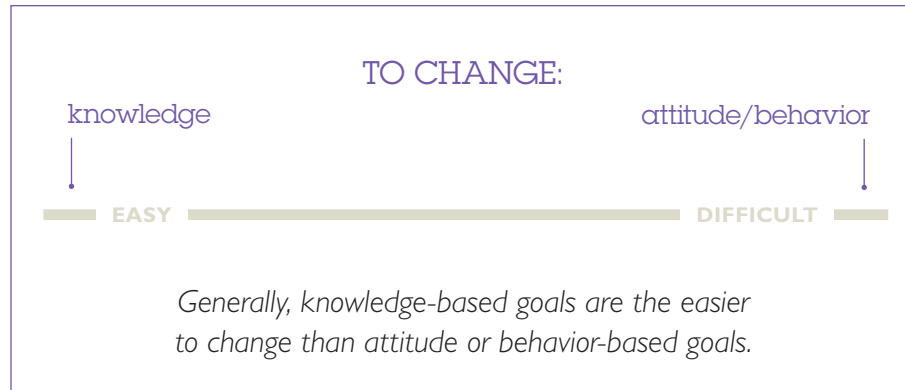 TO CHANGE:
knowledge attitude/behavior
EASY DIFFICULT
Generally, knowledge-based goals are the easier
to change than attitude or behavior-based goals.